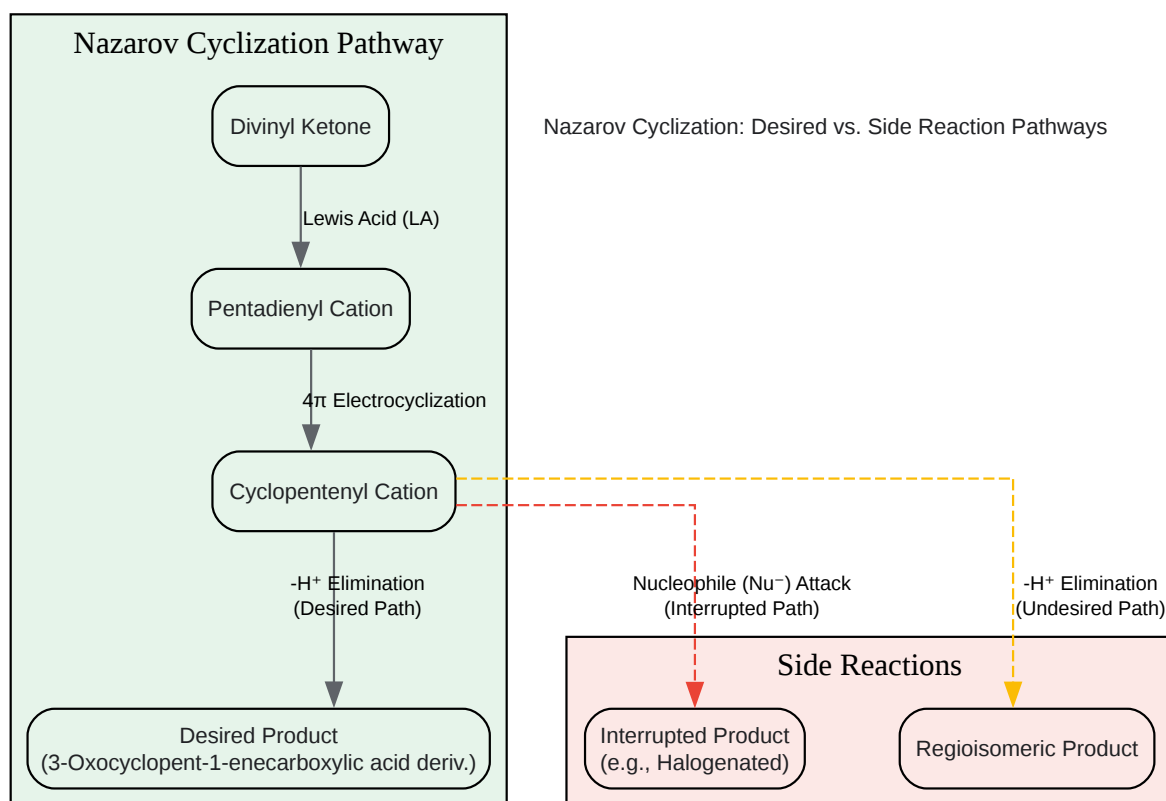 Nazarov Cyclization Pathway
Divinyl Ketone
Nazarov Cyclization: Desired vs. Side Reaction Pathways
Lewis Acid (LA)
Pentadienyl Cation
4π Electrocyclization
Cyclopentenyl Cation
-H⁺ Elimination
(Desired Path)
Nucleophile (Nu⁻) Attack
(Interrupted Path)
-H⁺ Elimination
(Undesired Path)
Side Reactions
Desired Product
(3-Oxocyclopent-1-enecarboxylic acid deriv.)
Interrupted Product
(e.g., Halogenated)
Regioisomeric Product